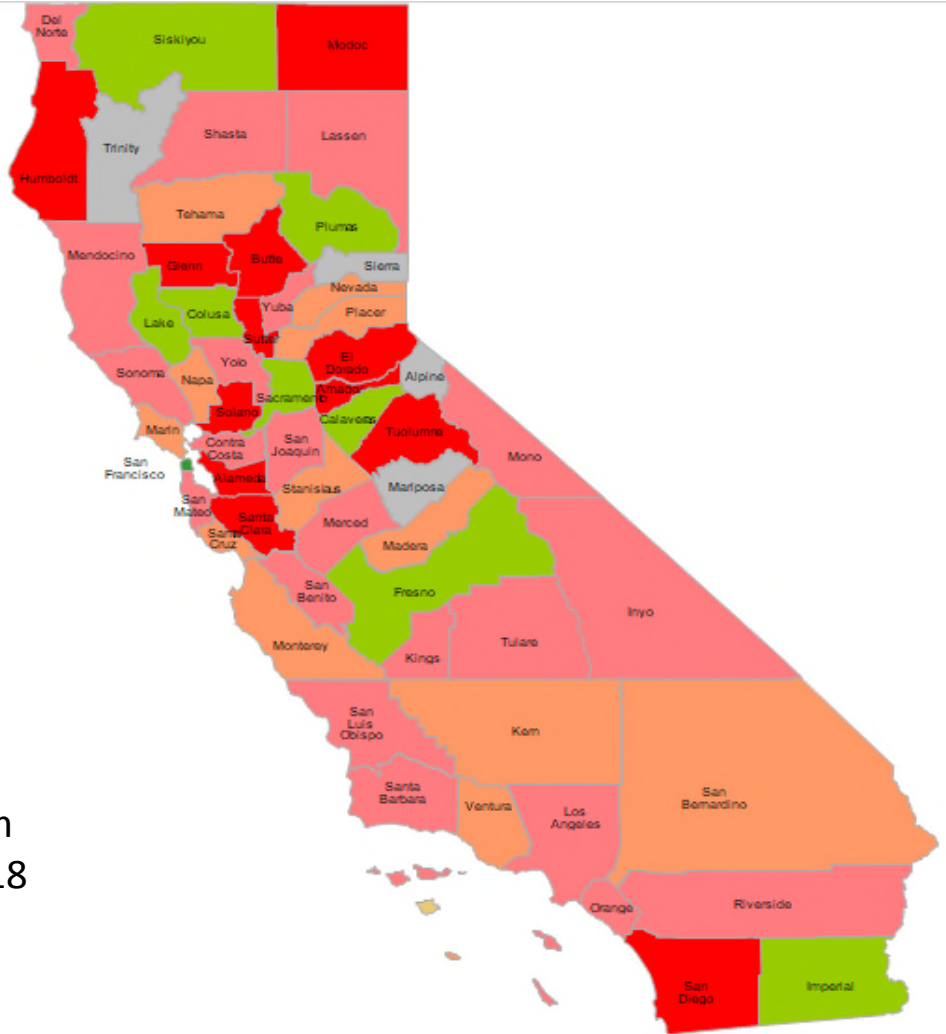 Del
Norte
Siskiyou
Modoc
Trinity
Shasta
Lassen
Humboldt
Tehama
Plumas
Mendocino
Glenn
Butte
Sierra
Nevada
Yuba
Placer
Colusa
Lake
Sutter
El
Dorado
Yolo
Sonoma
Napa
Alpine
Amador
Sacramento
Solano
Calaveras
Marin
Tuolumne
Contra
Costa
San
Joaquin
Mono
San
Francisco
Alameda
Stanislaus
Mariposa
San
Mateo
Santa
Clara
Merced
Santa
Cruz
Madera
San
Benito
Fresno
Inyo
Monterey
Kings
Tulare
San
Luis
Obispo
Kern
Santa
Barbara
Ventura
Los
Angeles
San
Bernardino
Orange
Riverside
San
Diego
Imperial
18